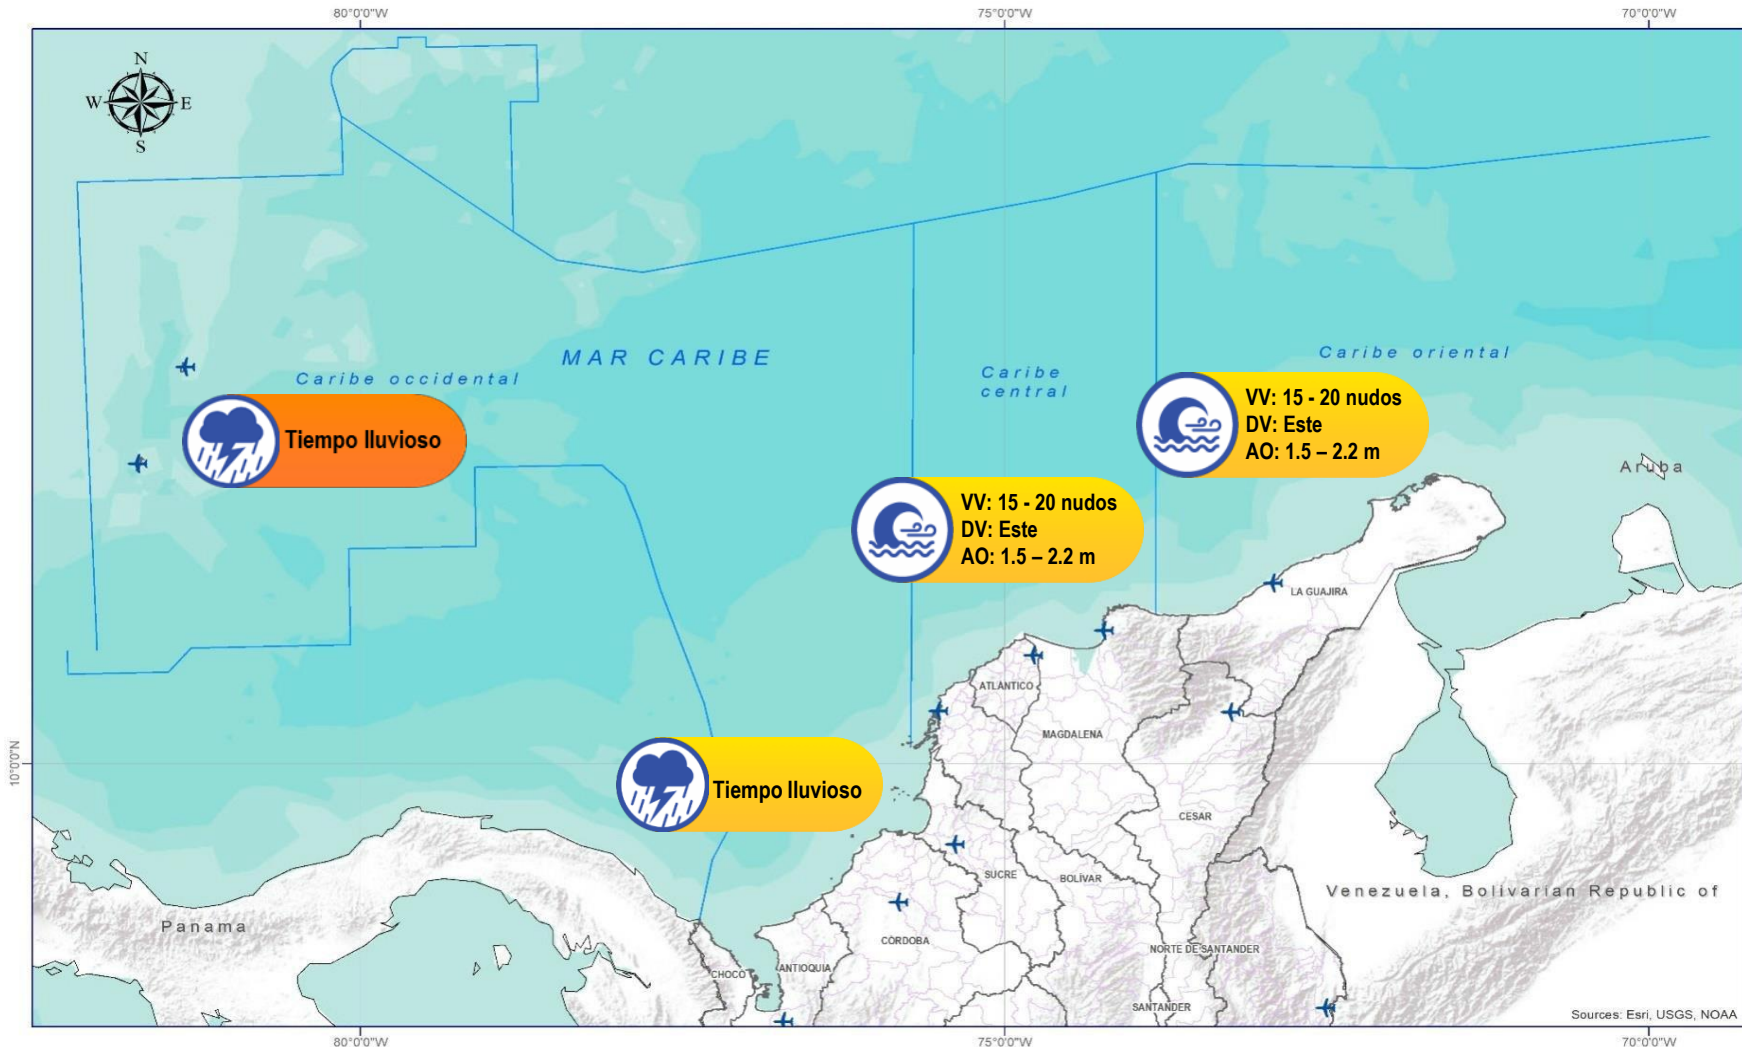 80°0'0"W
75°0'0"W
70°0'0"W
N
W
E
S
MAR CARIBE
Caribe occidental
Caribe
central
Caribe oriental
Tiempo lluvioso
VV: 15 - 20 nudos
DV: Este
AO: 1.5 – 2.2 m
VV: 15 - 20 nudos
DV: Este
AO: 1.5 – 2.2 m
Aruba
LA GUAJIRA
ATLÁNTICO
MAGDALENA
10°0'0"N
Tiempo lluvioso
CESAR
SUCRE
BOLÍVAR
Venezuela, Bolivarian Republic of
Panama
CÓRDOBA
NORTE DE SANTANDER
CHOCO
ANTIOQUIA
SANTANDER
Sources: Esri, USGS, NOAA
80°0'0"W
75°0'0"W
70°0'0"W